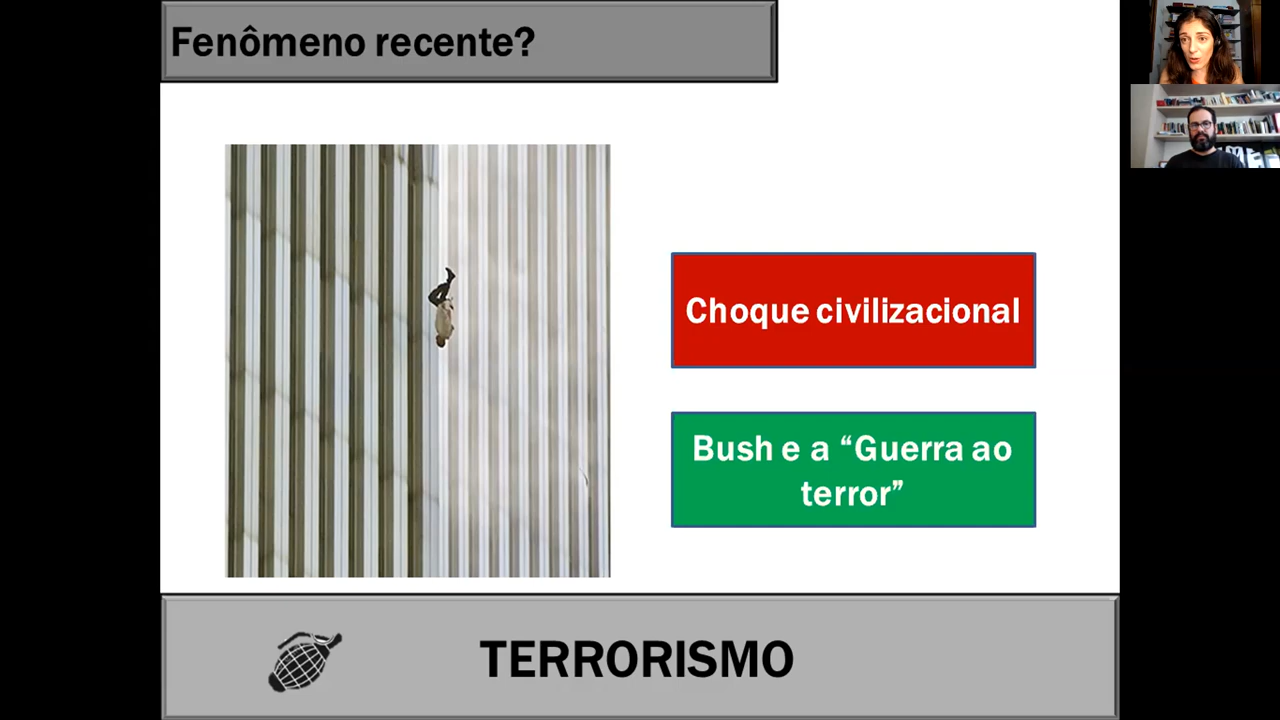 Fenômeno recente?
Choque civilizacional
Bush e a “Guerra ao
terror”
TERRORISMO